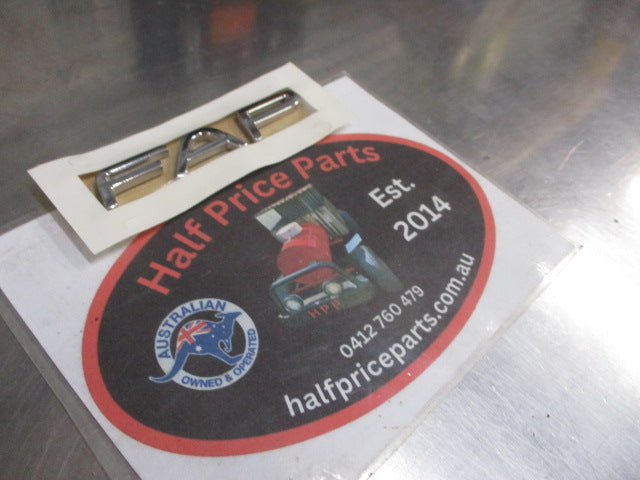 FAP
Half Price Parts
Est.
2014
HPP
AUSTRALIAN
OWNED & OPERATED
0412 760 479
halfpriceparts.com.au